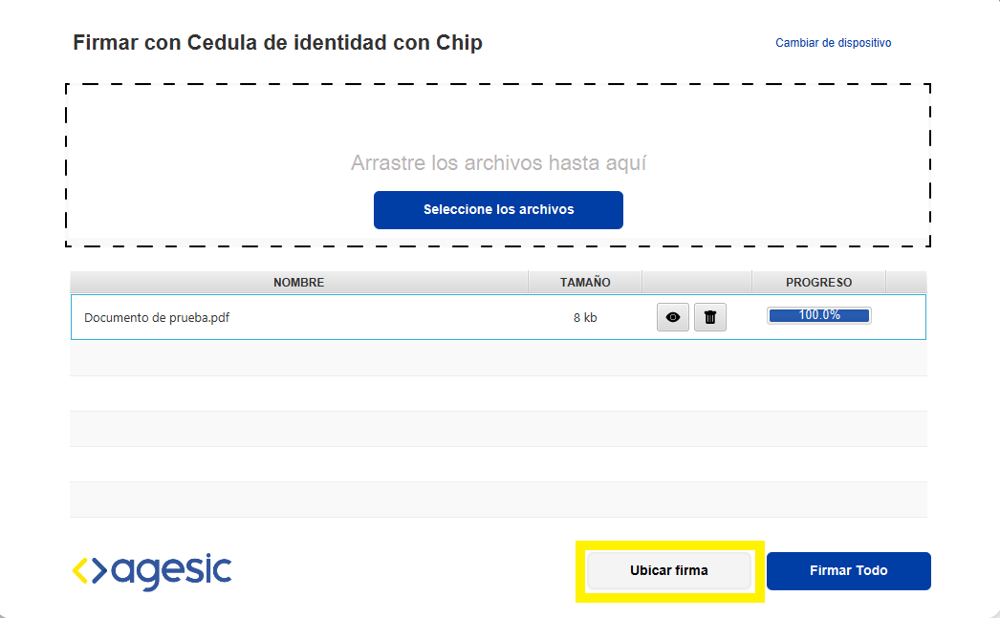 Firmar con Cedula de identidad con Chip
Cambiar de dispositivo
Arrastre los archivos hasta aquí
Seleccione los archivos
NOMBRE TAMAÑO PROGRESO
Documento de prueba.pdf 8 kb 100.0%
agesic
Ubicar firma
Firmar Todo